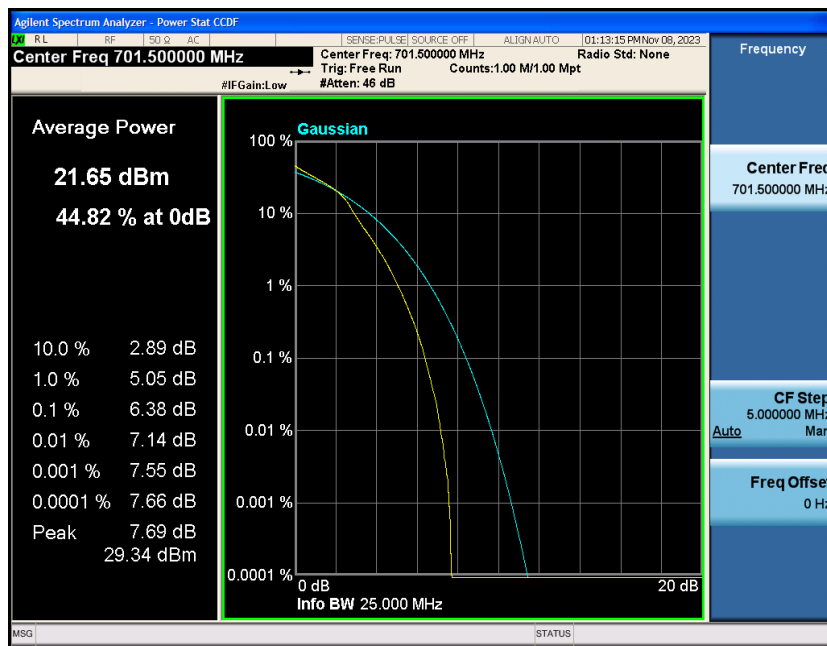 Agilent Spectrum Analyzer - Power Stat CCDF
LXI RL RF 50 Ω AC SENSE:PULSE SOURCE OFF ALIGN AUTO 01:13:15 PM Nov 08, 2023
Center Freq 701.500000 MHz
Center Freq: 701.500000 MHz Radio Std: None
Trig: Free Run Counts:1.00 M/1.00 Mpt
#IFGain:Low #Atten: 46 dB
Frequency
Average Power
21.65 dBm
44.82 % at 0dB
10.0 % 2.89 dB
1.0 % 5.05 dB
0.1 % 6.38 dB
0.01 % 7.14 dB
0.001 % 7.55 dB
0.0001 % 7.66 dB
Peak 7.69 dB
29.34 dBm
Gaussian
100 %
10 %
1 %
0.1 %
0.01 %
0.001 %
0.0001 %
0 dB 20 dB
Info BW 25.000 MHz
Center Freq
701.500000 MHz
CF Step
5.000000 MHz
Auto Man
Freq Offset
0 Hz
MSG STATUS